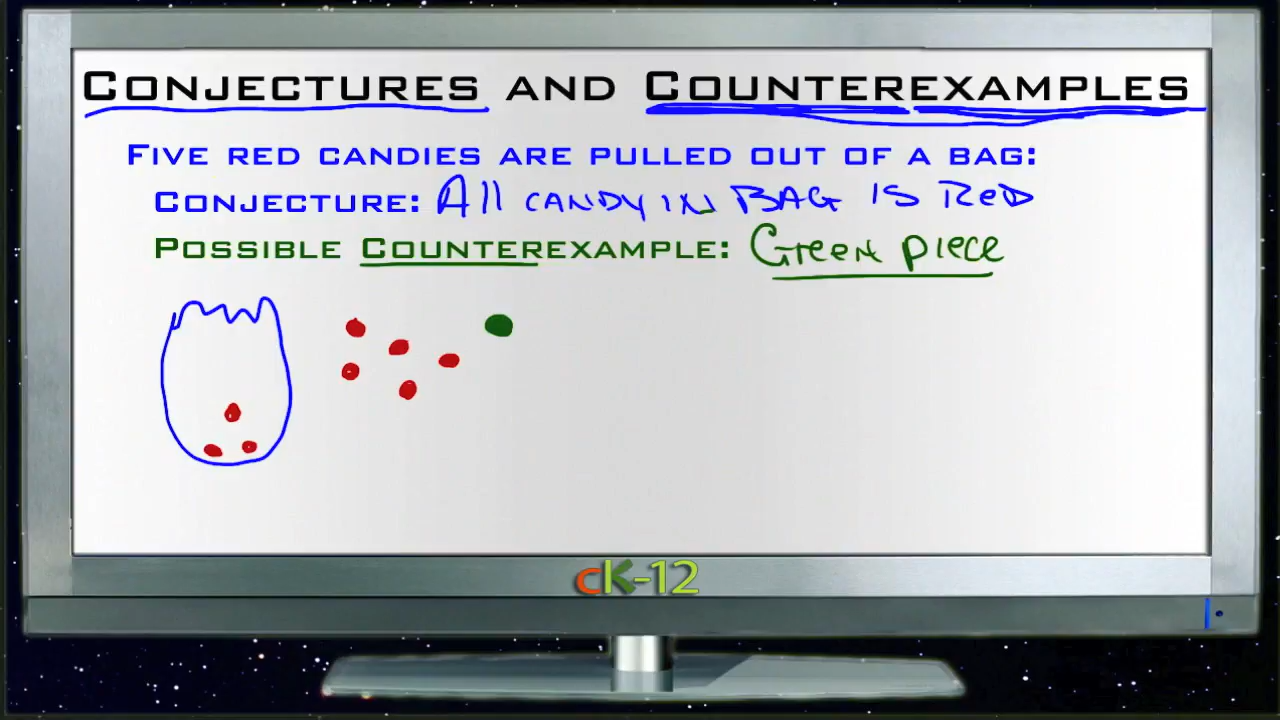 CONJECTURES AND COUNTEREXAMPLES
FIVE RED CANDIES ARE PULLED OUT OF A BAG:
CONJECTURE: All CANDY IN BAG IS ReD
POSSIBLE COUNTEREXAMPLE: Green piece
cK-12